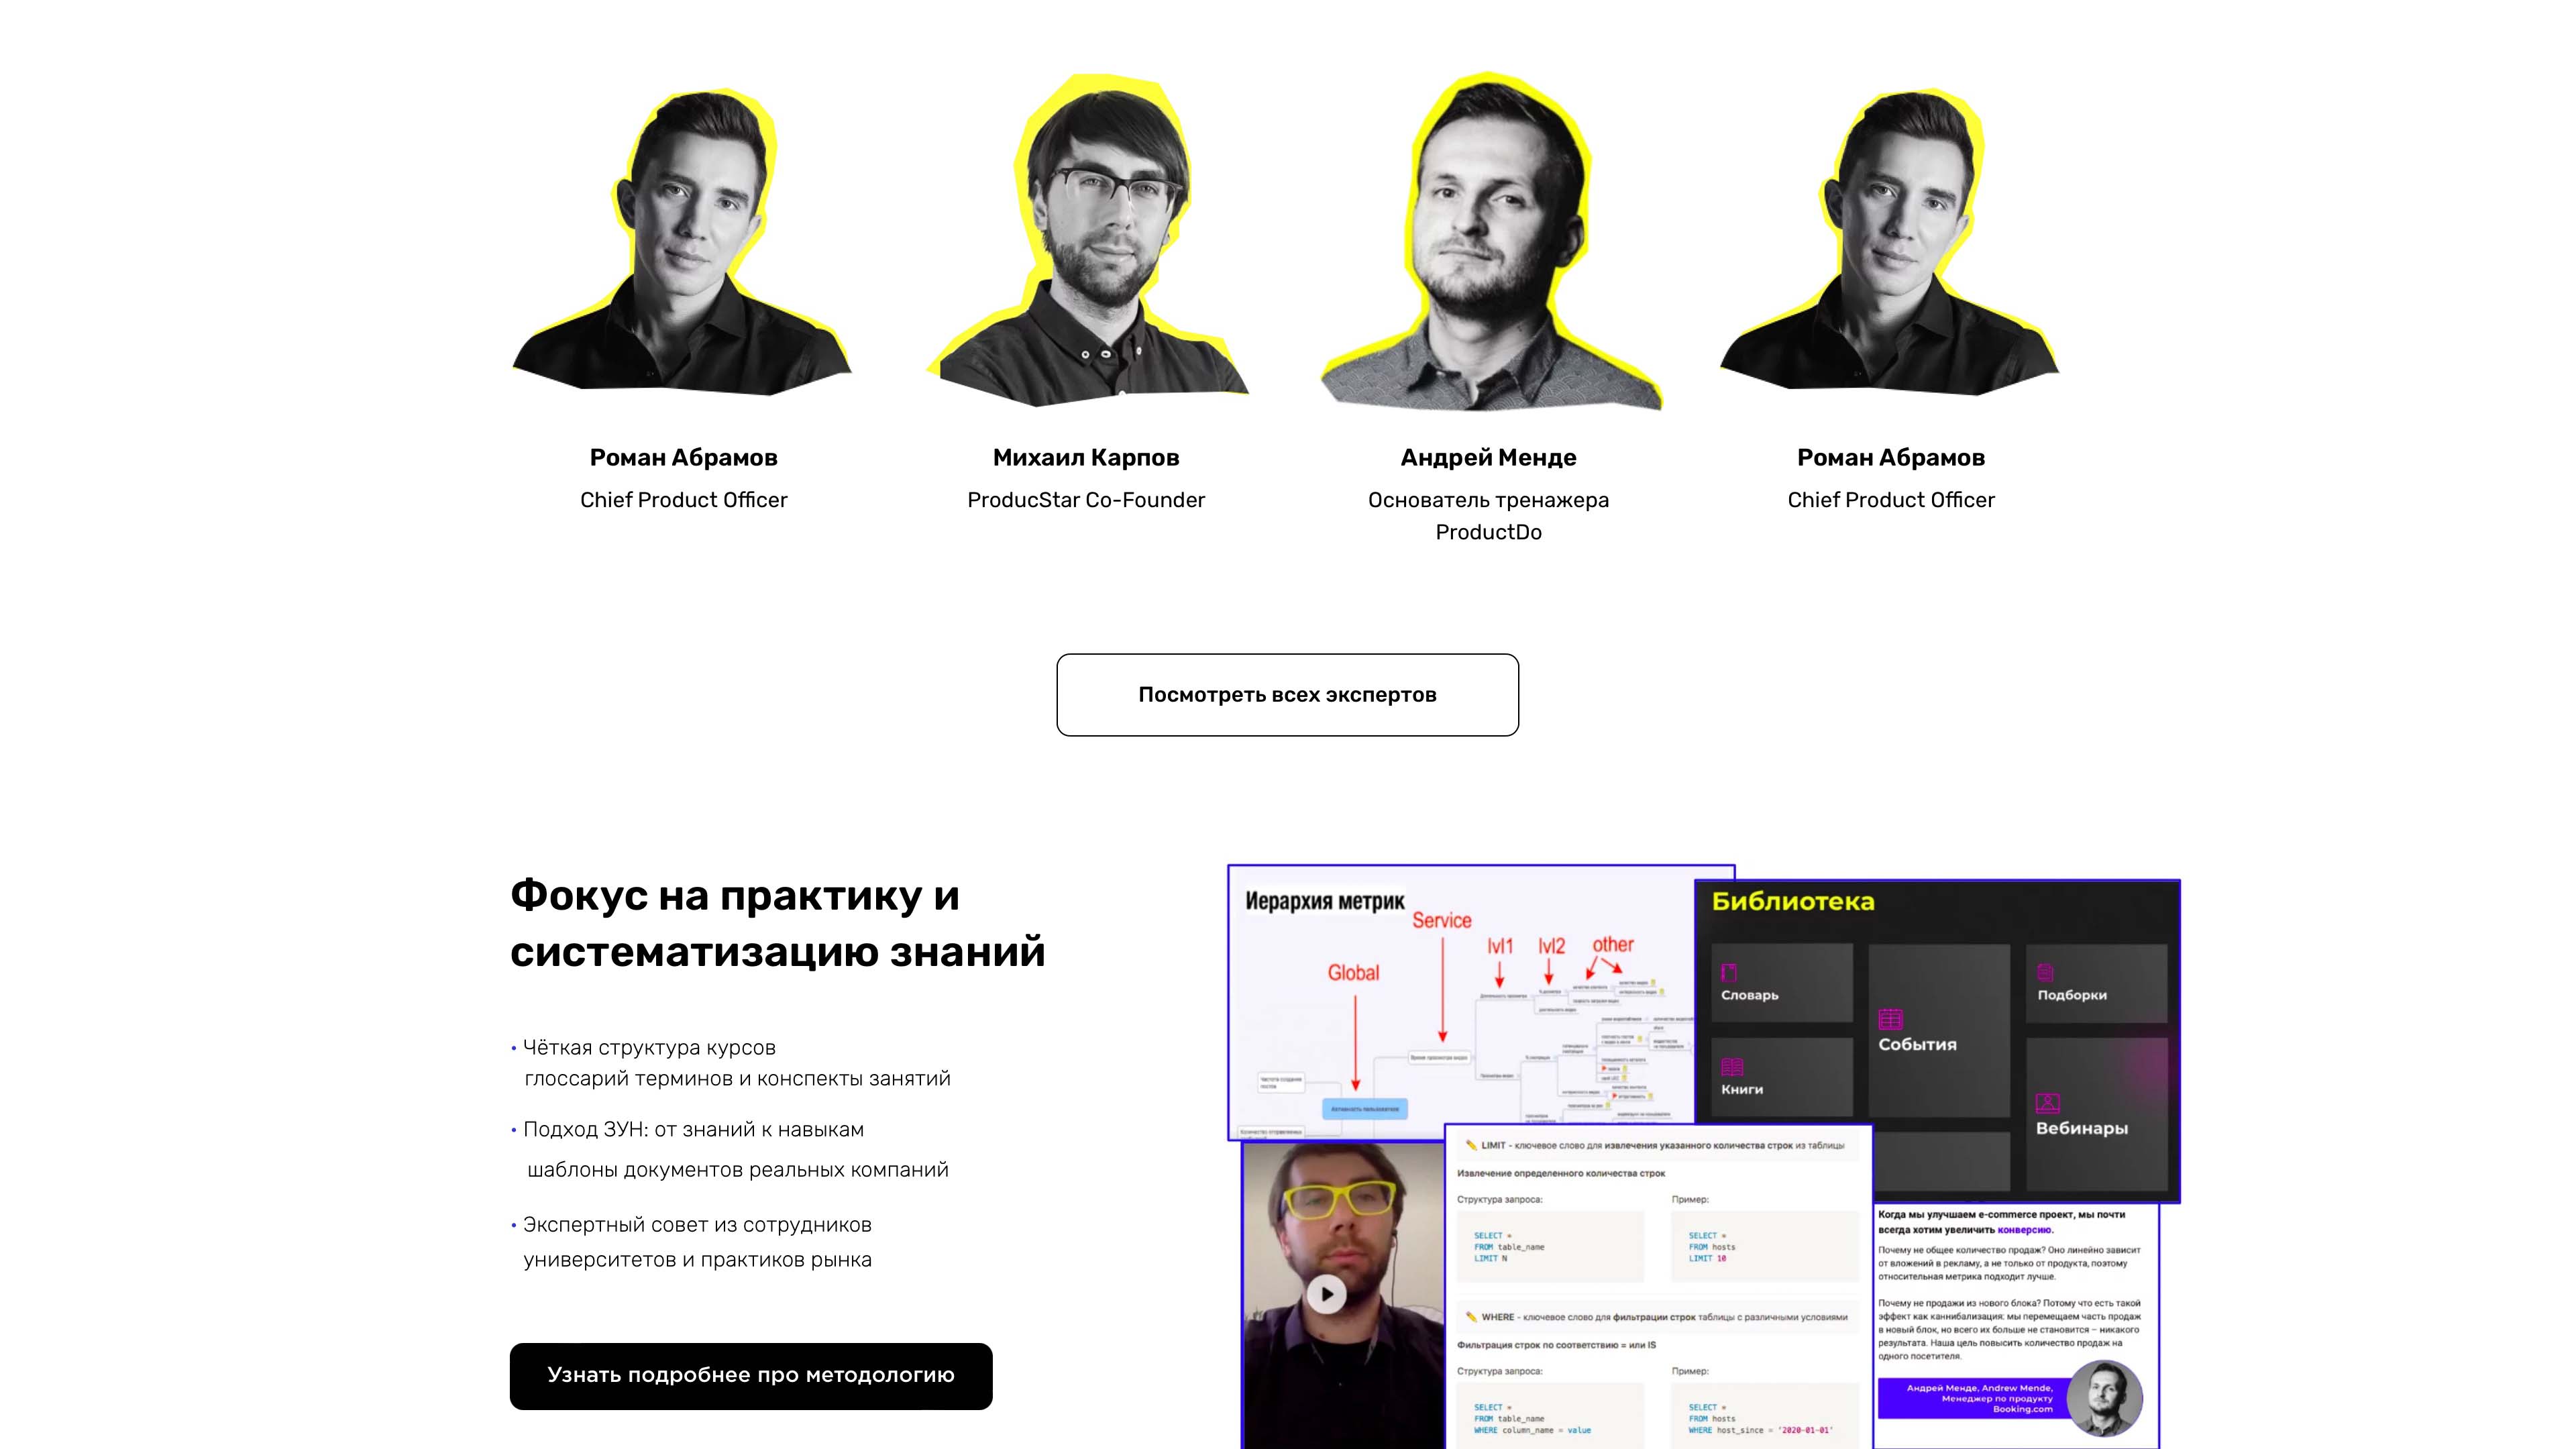 Роман Абрамов
Chief Product Officer
Михаил Карпов
ProducStar Co-Founder
Андрей Менде
Основатель тренажера
ProductDo
Роман Абрамов
Chief Product Officer
Посмотреть всех экспертов
Фокус на практику и
систематизацию знаний
• Чёткая структура курсов
глоссарий терминов и конспекты занятий
• Подход ЗУН: от знаний к навыкам
шаблоны документов реальных компаний
• Экспертный совет из сотрудников
университетов и практиков рынка
Узнать подробнее про методологию
Иерархия метрик
Service
lvl1
lvl2
other
Global
Время просмотра видео
Активность пользователя
Библиотека
Словарь
События
Подборки
Книги
Вебинары
LIMIT - ключевое слово для извлечения указанного количества строк из таблицы
Извлечение определенного количества строк
Структура запроса:
Пример:
SELECT *
FROM table_name
LIMIT N
SELECT *
FROM hosts
LIMIT 10
WHERE - ключевое слово для фильтрации строк таблицы с различными условиями
Фильтрация строк по соответствию = или IS
Структура запроса:
Пример:
SELECT *
FROM table_name
WHERE column_name = value
SELECT *
FROM hosts
WHERE host_since = '2020-01-01'
Когда мы улучшаем e-commerce проект, мы почти
всегда хотим увеличить конверсию.
Почему не общее количество продаж? Оно линейно зависит
от вложений в рекламу, а не только от продукта, поэтому
относительная метрика подходит лучше.
Почему не продажи из нового блока? Потому что есть такой
эффект как каннибализация: мы перемещаем часть продаж
в новый блок, но всего их больше не становится – никакого
результата. Наша цель повысить количество продаж на
одного посетителя.
Андрей Менде, Andrew Mende,
Менеджер по продукту
Booking.com